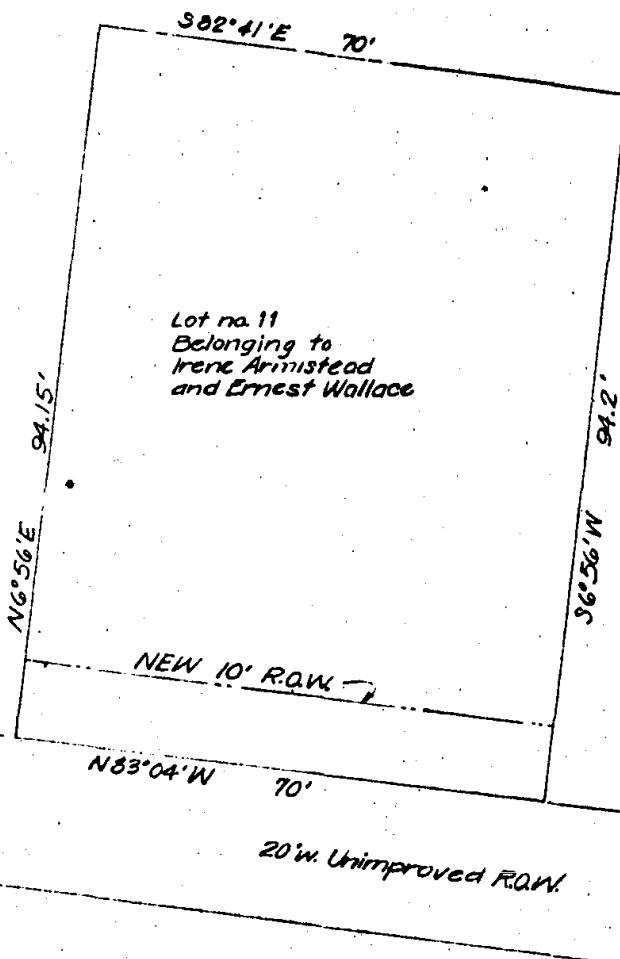 S82°41'E 70'
Lot no. 11
Belonging to
Irene Armistead
and Ernest Wallace
94.15'
N6°56'E
94.2'
S6°56'W
NEW 10' R.O.W.
N83°04'W 70'
20'w. Unimproved R.O.W.